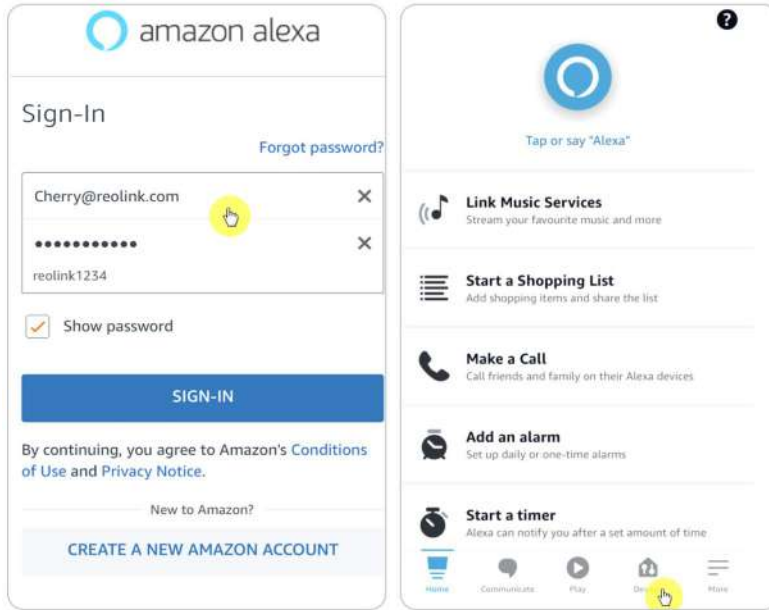 amazon alexa
Sign-In
Forgot password?
Cherry@reolink.com
●●●●●●●●●●●
reolink1234
Show password
SIGN-IN
By continuing, you agree to Amazon's Conditions
of Use and Privacy Notice.
New to Amazon?
CREATE A NEW AMAZON ACCOUNT
?
Tap or say "Alexa"
Link Music Services
Stream your favourite music and more
Start a Shopping List
Add shopping items and share the list
Make a Call
Call friends and family on their Alexa devices
Add an alarm
Set up daily or one-time alarms
Start a timer
Alexa can notify you after a set amount of time
Home
Communicate
Play
More